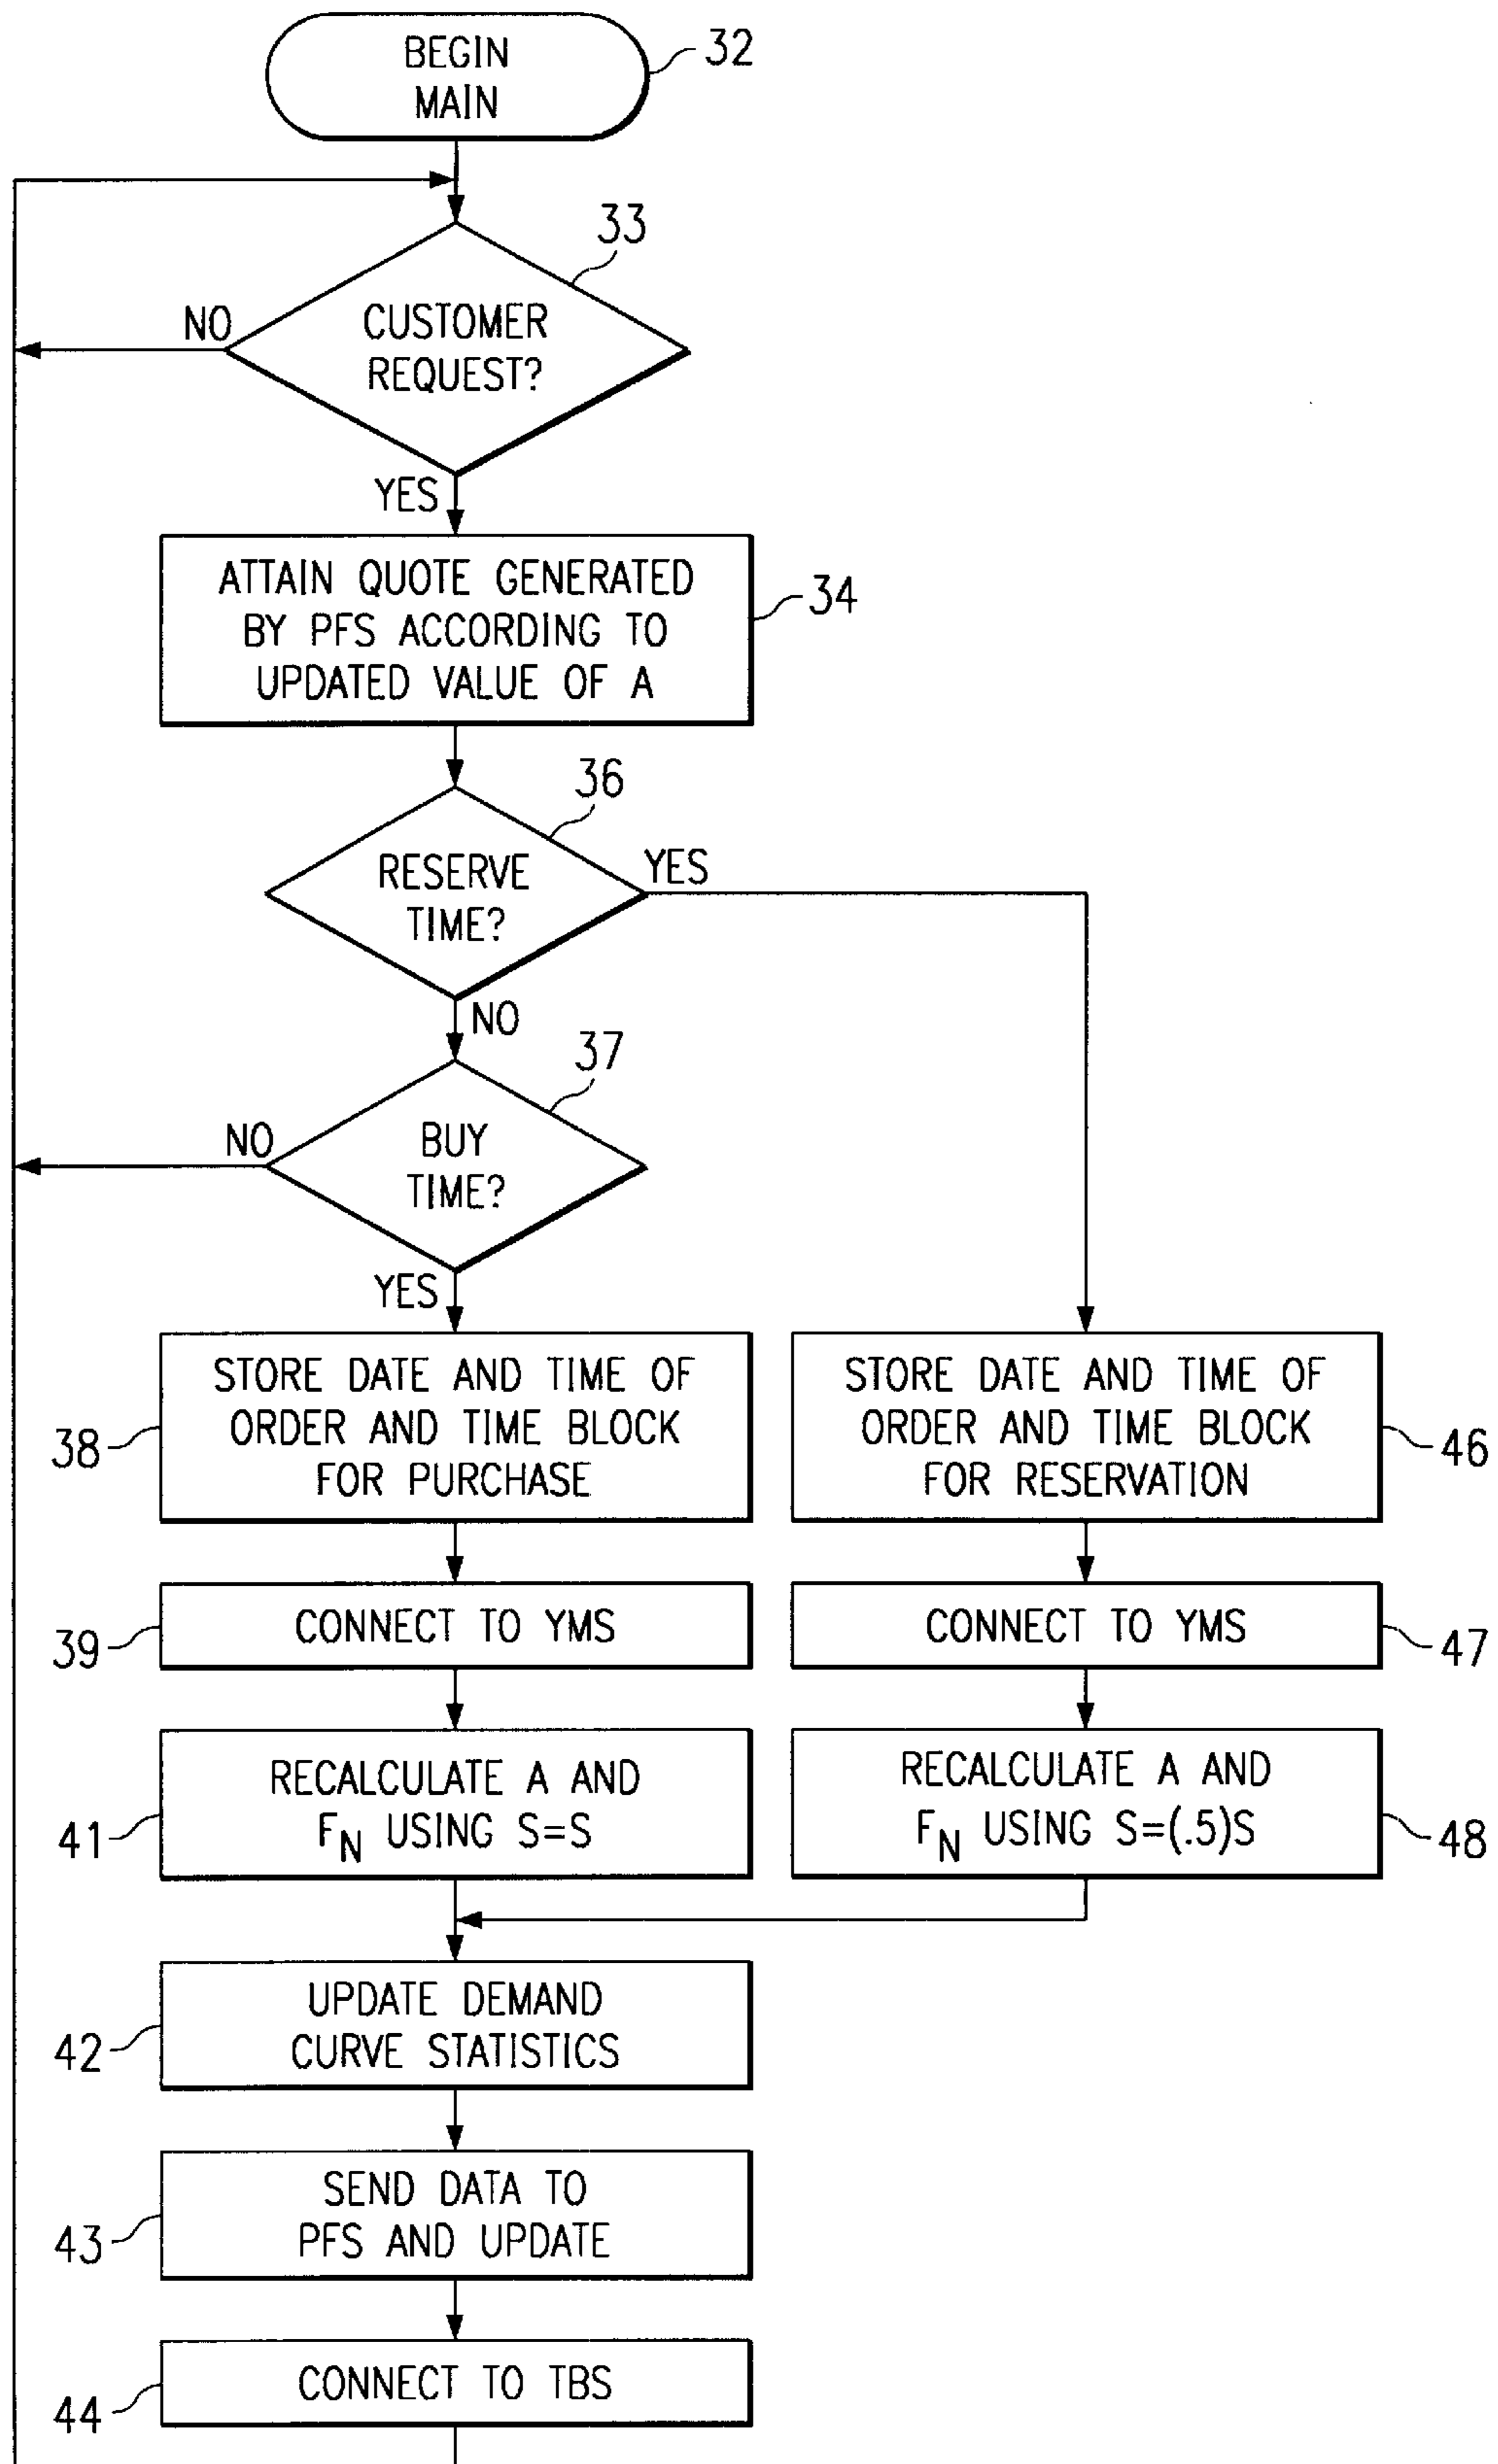 BEGIN
MAIN
32
33
CUSTOMER
REQUEST?
NO
YES
ATTAIN QUOTE GENERATED
BY PFS ACCORDING TO
UPDATED VALUE OF A
34
36
RESERVE
TIME?
YES
NO
37
BUY
TIME?
NO
YES
STORE DATE AND TIME OF
ORDER AND TIME BLOCK
FOR PURCHASE
38
STORE DATE AND TIME OF
ORDER AND TIME BLOCK
FOR RESERVATION
46
CONNECT TO YMS
39
CONNECT TO YMS
47
RECALCULATE A AND
FN USING S=S
41
RECALCULATE A AND
FN USING S=(.5)S
48
UPDATE DEMAND
CURVE STATISTICS
42
SEND DATA TO
PFS AND UPDATE
43
CONNECT TO TBS
44